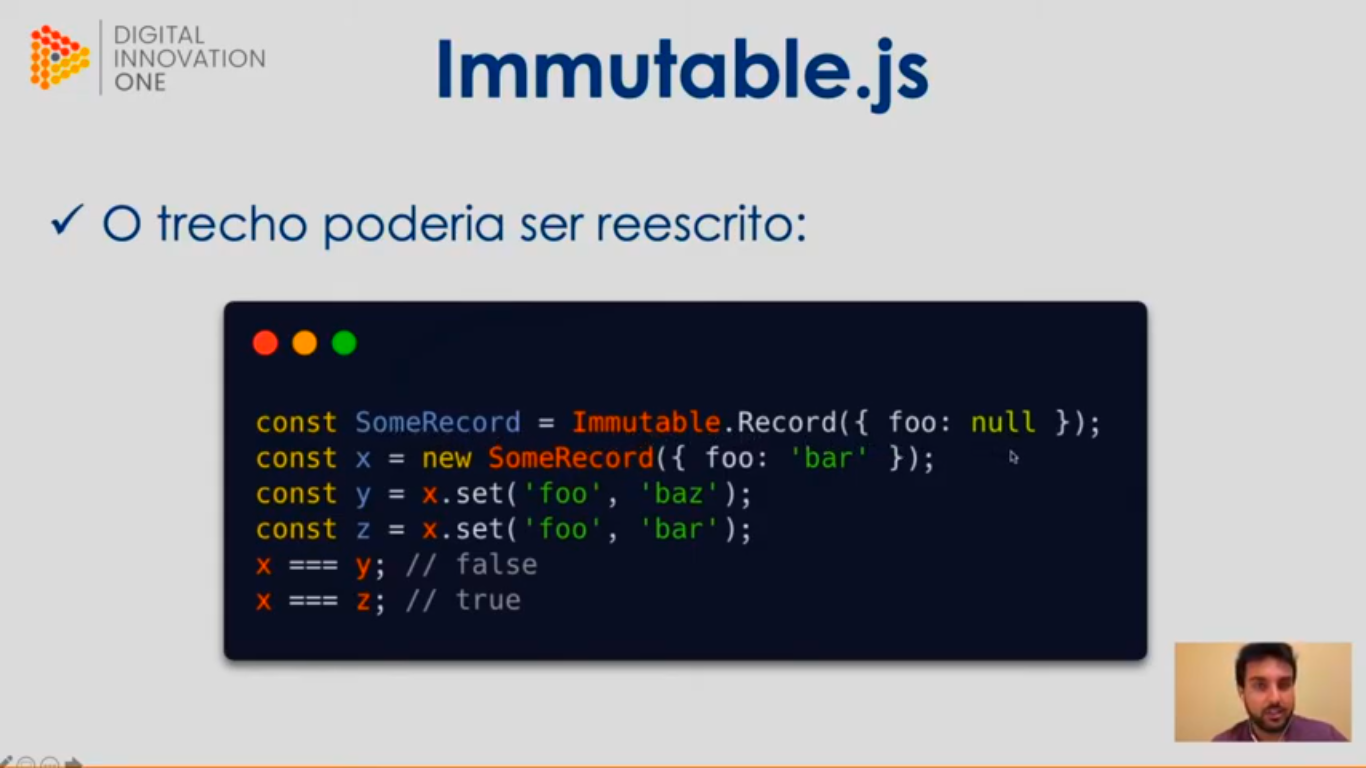 DIGITAL
INNOVATION
ONE
Immutable.js
✓ O trecho poderia ser reescrito:
const SomeRecord = Immutable.Record({ foo: null });
const x = new SomeRecord({ foo: 'bar' });
const y = x.set('foo', 'baz');
const z = x.set('foo', 'bar');
x === y; // false
x === z; // true